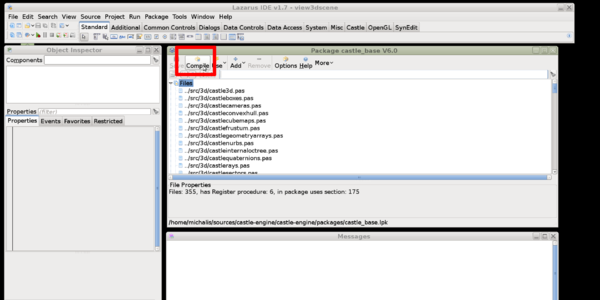 Lazarus IDE v1.7 - view3dscene
File Edit Search View Source Project Run Package Tools Window Help
Standard Additional Common Controls Dialogs Data Controls Data Access System Misc Castle OpenGL SynEdit
Object Inspector
Components
Properties (filter)
Properties Events Favorites Restricted
Package castle_base V6.0
Compile Use Add Remove Options Help More
Files
../src/3d/castle3d.pas
../src/3d/castleboxes.pas
../src/3d/castlecameras.pas
../src/3d/castleconvexhull.pas
../src/3d/castlecubemaps.pas
../src/3d/castlefrustum.pas
../src/3d/castlegeometryarrays.pas
../src/3d/castlenurbs.pas
../src/3d/castleinternaloctree.pas
../src/3d/castlequaternions.pas
../src/3d/castlerays.pas
../src/3d/castlesectors.pas
File Properties
Files: 355, has Register procedure: 6, in package uses section: 175
/home/michalis/sources/castle-engine/castle-engine/packages/castle_base.lpk
Messages